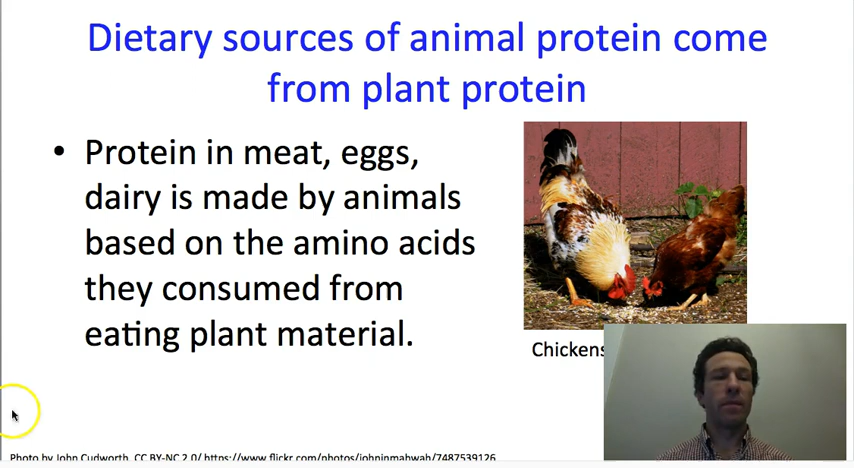 Dietary sources of animal protein come
from plant protein
• Protein in meat, eggs,
dairy is made by animals
based on the amino acids
they consumed from
eating plant material.
Chickens
Photo by John Cudworth, CC BY-NC 2.0/ https://www.flickr.com/photos/johninmahwah/7487539126